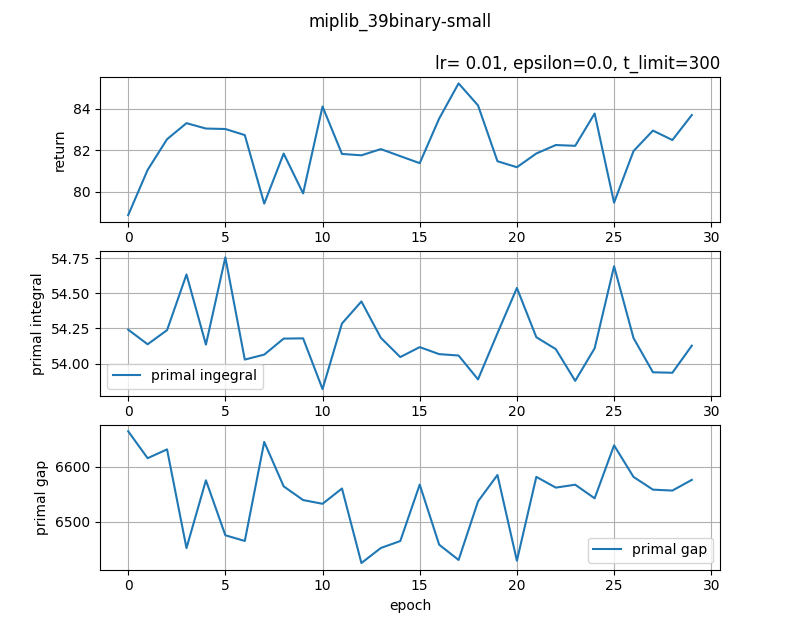 miplib_39binary-small
lr= 0.01, epsilon=0.0, t_limit=300
return
84
82
80
0 5 10 15 20 25 30
primal integral
54.75
54.50
54.25
54.00
primal ingegral
0 5 10 15 20 25 30
primal gap
6600
6500
primal gap
0 5 10 15 20 25 30
epoch